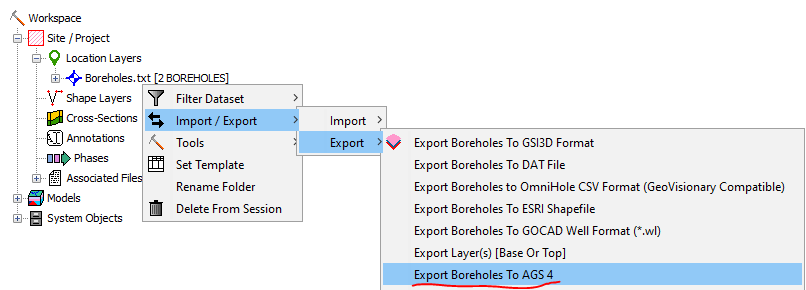 Workspace
Site / Project
Location Layers
Boreholes.txt [2 BOREHOLES]
Shape Layers
Cross-Sections
Annotations
Phases
Associated Files
Models
System Objects
Filter Dataset
Import / Export
Tools
Set Template
Rename Folder
Delete From Session
Import
Export
Export Boreholes To GSI3D Format
Export Boreholes To DAT File
Export Boreholes to OmniHole CSV Format (GeoVisionary Compatible)
Export Boreholes To ESRI Shapefile
Export Boreholes To GOCAD Well Format (*.wl)
Export Layer(s) [Base Or Top]
Export Boreholes To AGS 4